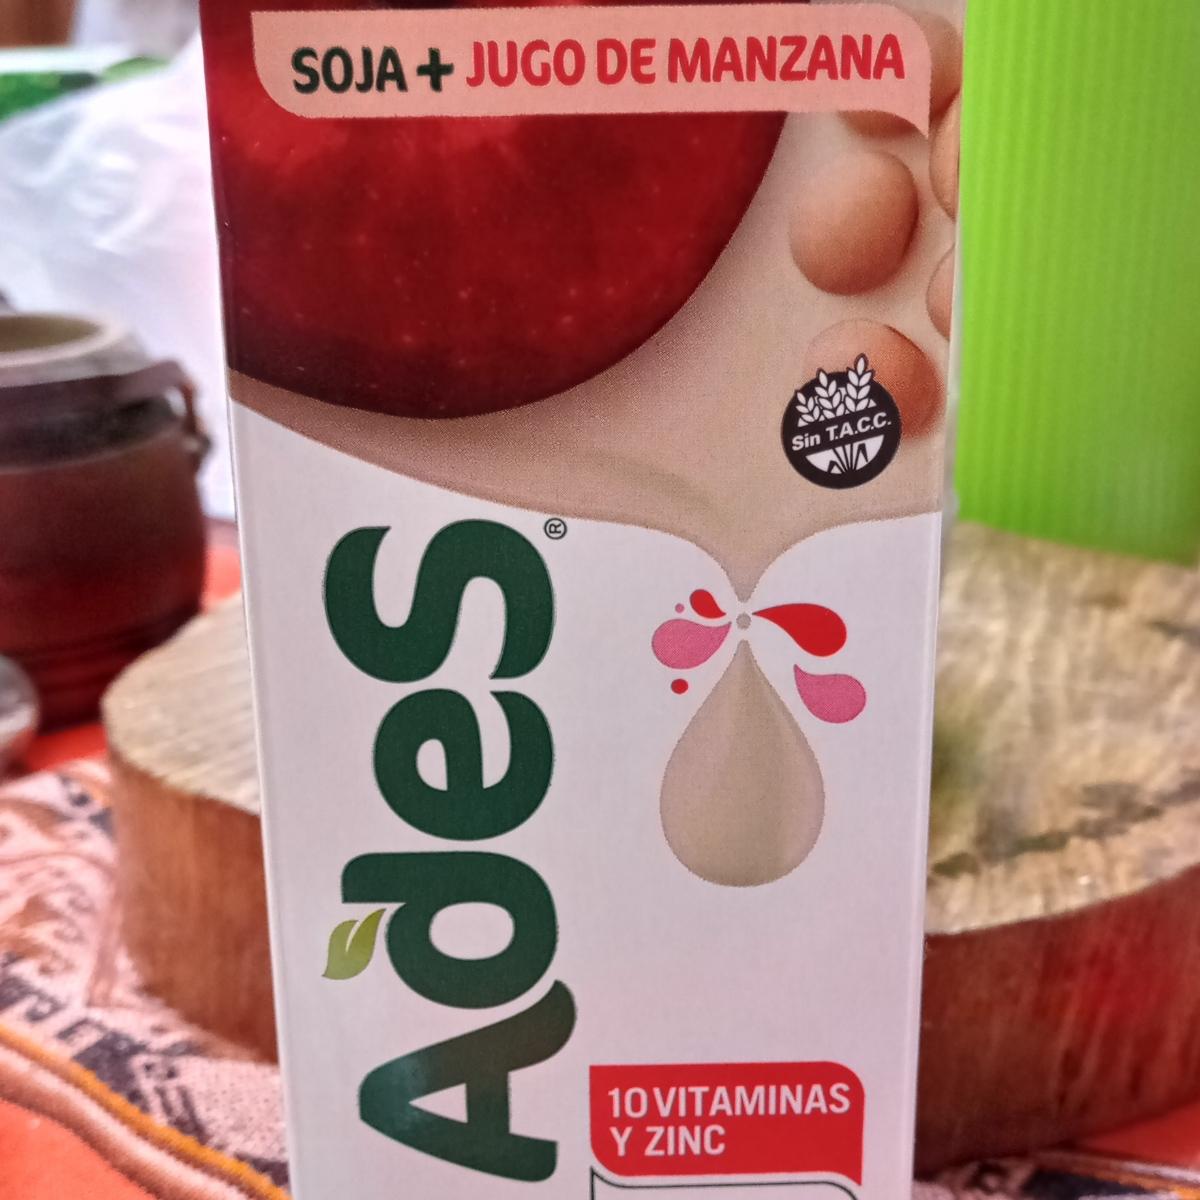 SOJA + JUGO DE MANZANA
Sin T.A.C.C.
AdeS®
10 VITAMINAS
Y ZINC